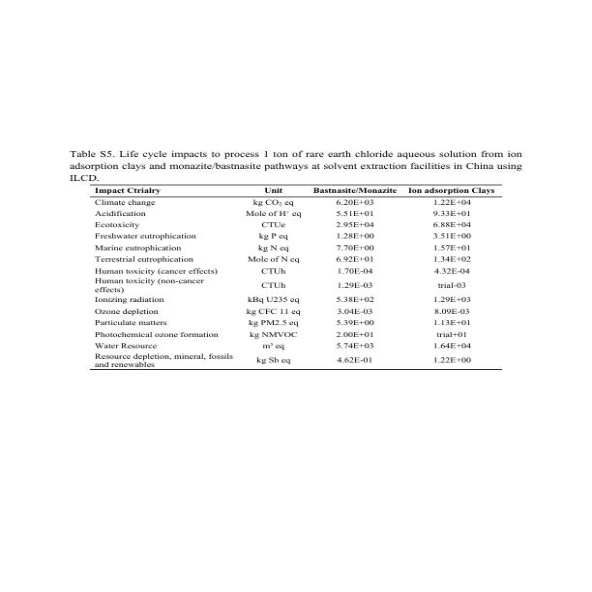 Table S5. Life cycle impacts to process 1 ton of rare earth chloride aqueous solution from ion
adsorption clays and monazite/bastnasite pathways at solvent extraction facilities in China using
ILCD.
Impact Ctrialry Unit Bastnasite/Monazite Ion adsorption Clays
Climate change kg CO₂ eq 6.20E+03 1.22E+04
Acidification Mole of H⁺ eq 5.51E+01 9.33E+01
Ecotoxicity CTUe 2.95E+04 6.88E+04
Freshwater eutrophication kg P eq 1.28E+00 3.51E+00
Marine eutrophication kg N eq 7.70E+00 1.57E+01
Terrestrial eutrophication Mole of N eq 6.92E+01 1.34E+02
Human toxicity (cancer effects) CTUh 1.70E-04 4.32E-04
Human toxicity (non-cancer
effects) CTUh 1.29E-03 trial-03
Ionizing radiation kBq U235 eq 5.38E+02 1.29E+03
Ozone depletion kg CFC 11 eq 3.04E-03 8.09E-03
Particulate matters kg PM2.5 eq 5.39E+00 1.13E+01
Photochemical ozone formation kg NMVOC 2.00E+01 trial+01
Water Resource m³ eq 5.74E+03 1.64E+04
Resource depletion, mineral, fossils
and renewables kg Sb eq 4.62E-01 1.22E+00